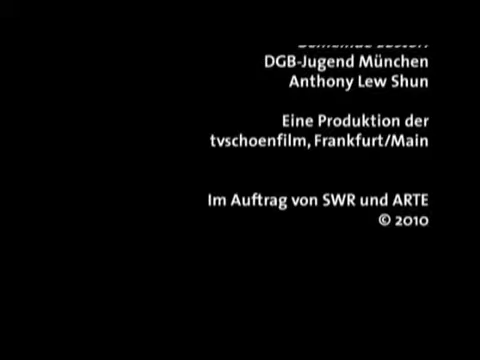 DGB-Jugend München
Anthony Lew Shun
Eine Produktion der
tvschoenfilm, Frankfurt/Main
Im Auftrag von SWR und ARTE
© 2010